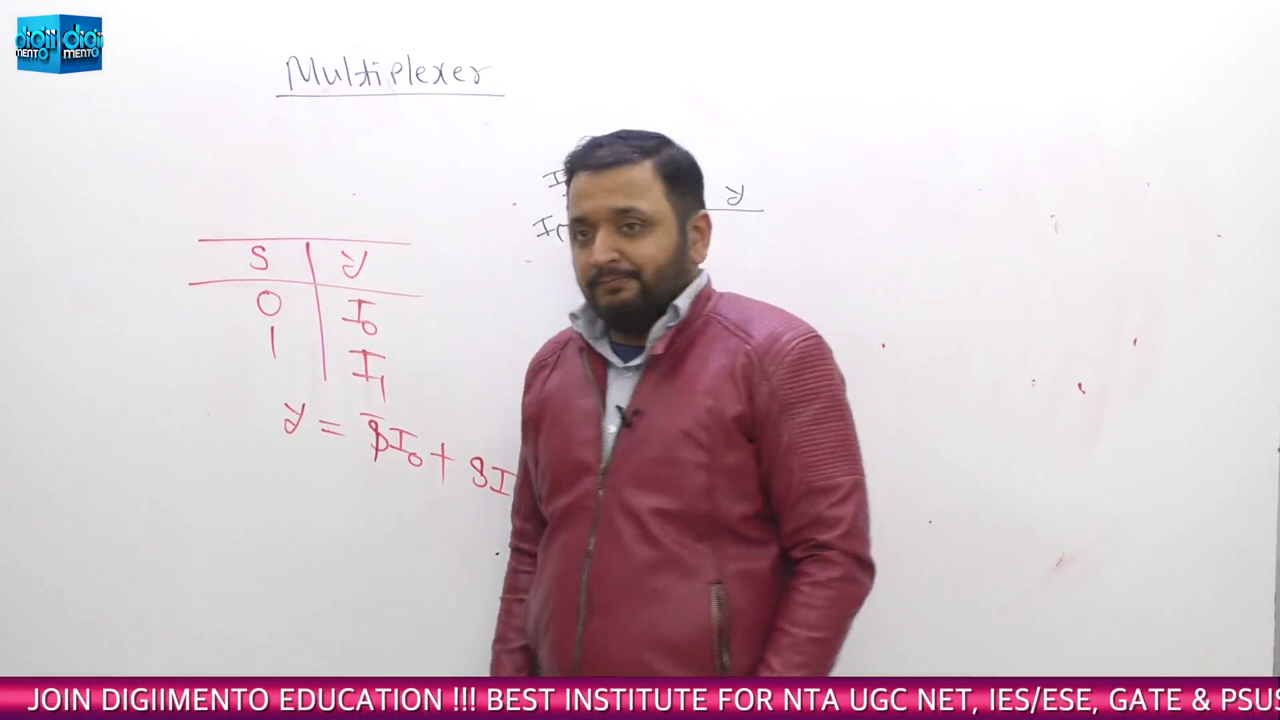 digii digii
MENTO MENTO
Multiplexer
I
y
I
S y
0 I0
1 I1
y = S̅I0 + SI
JOIN DIGIIMENTO EDUCATION !!! BEST INSTITUTE FOR NTA UGC NET, IES/ESE, GATE & PSUS